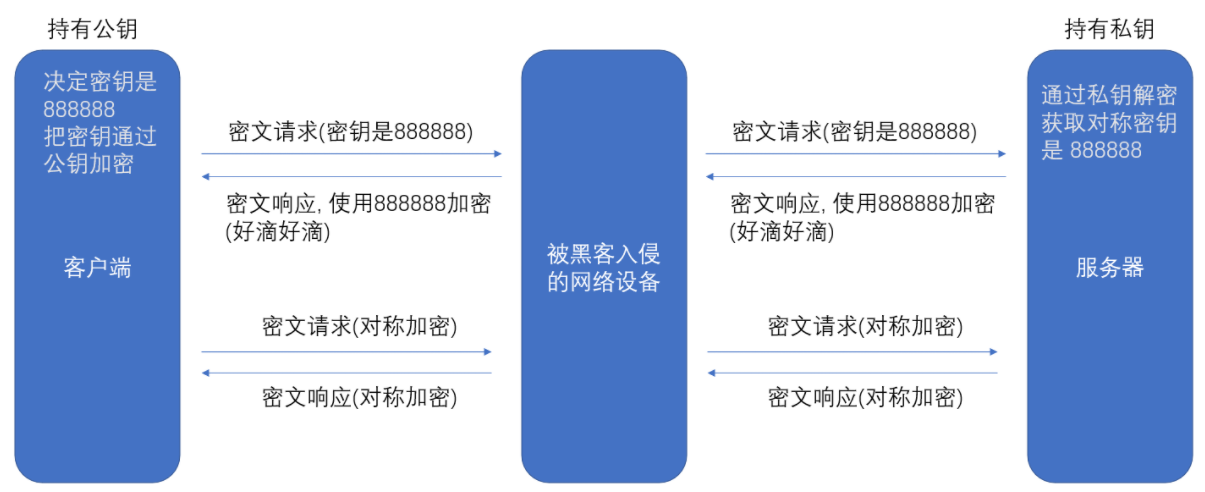 持有公钥
持有私钥
决定密钥是
888888
把密钥通过
公钥加密
客户端
密文请求(密钥是888888)
密文响应, 使用888888加密
(好滴好滴)
密文请求(对称加密)
密文响应(对称加密)
被黑客入侵
的网络设备
密文请求(密钥是888888)
密文响应, 使用888888加密
(好滴好滴)
密文请求(对称加密)
密文响应(对称加密)
通过私钥解密
获取对称密钥
是 888888
服务器